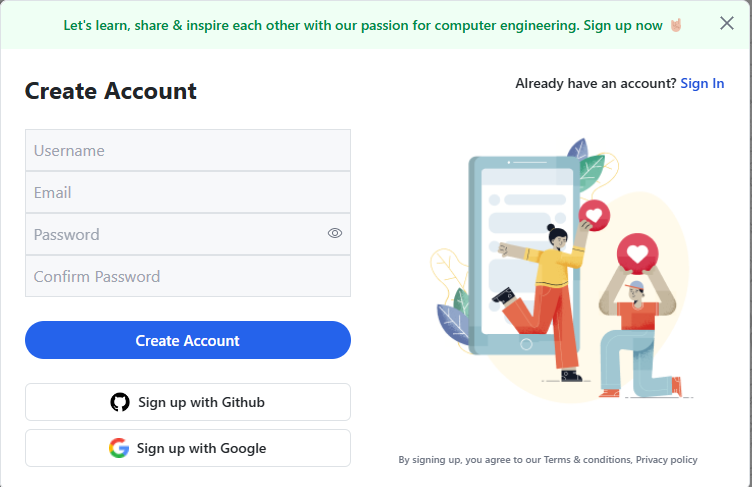 Let's learn, share & inspire each other with our passion for computer engineering. Sign up now 🤘🏼
Create Account
Already have an account? Sign In
Username
Email
Password
Confirm Password
Create Account
Sign up with Github
Sign up with Google
By signing up, you agree to our Terms & conditions, Privacy policy